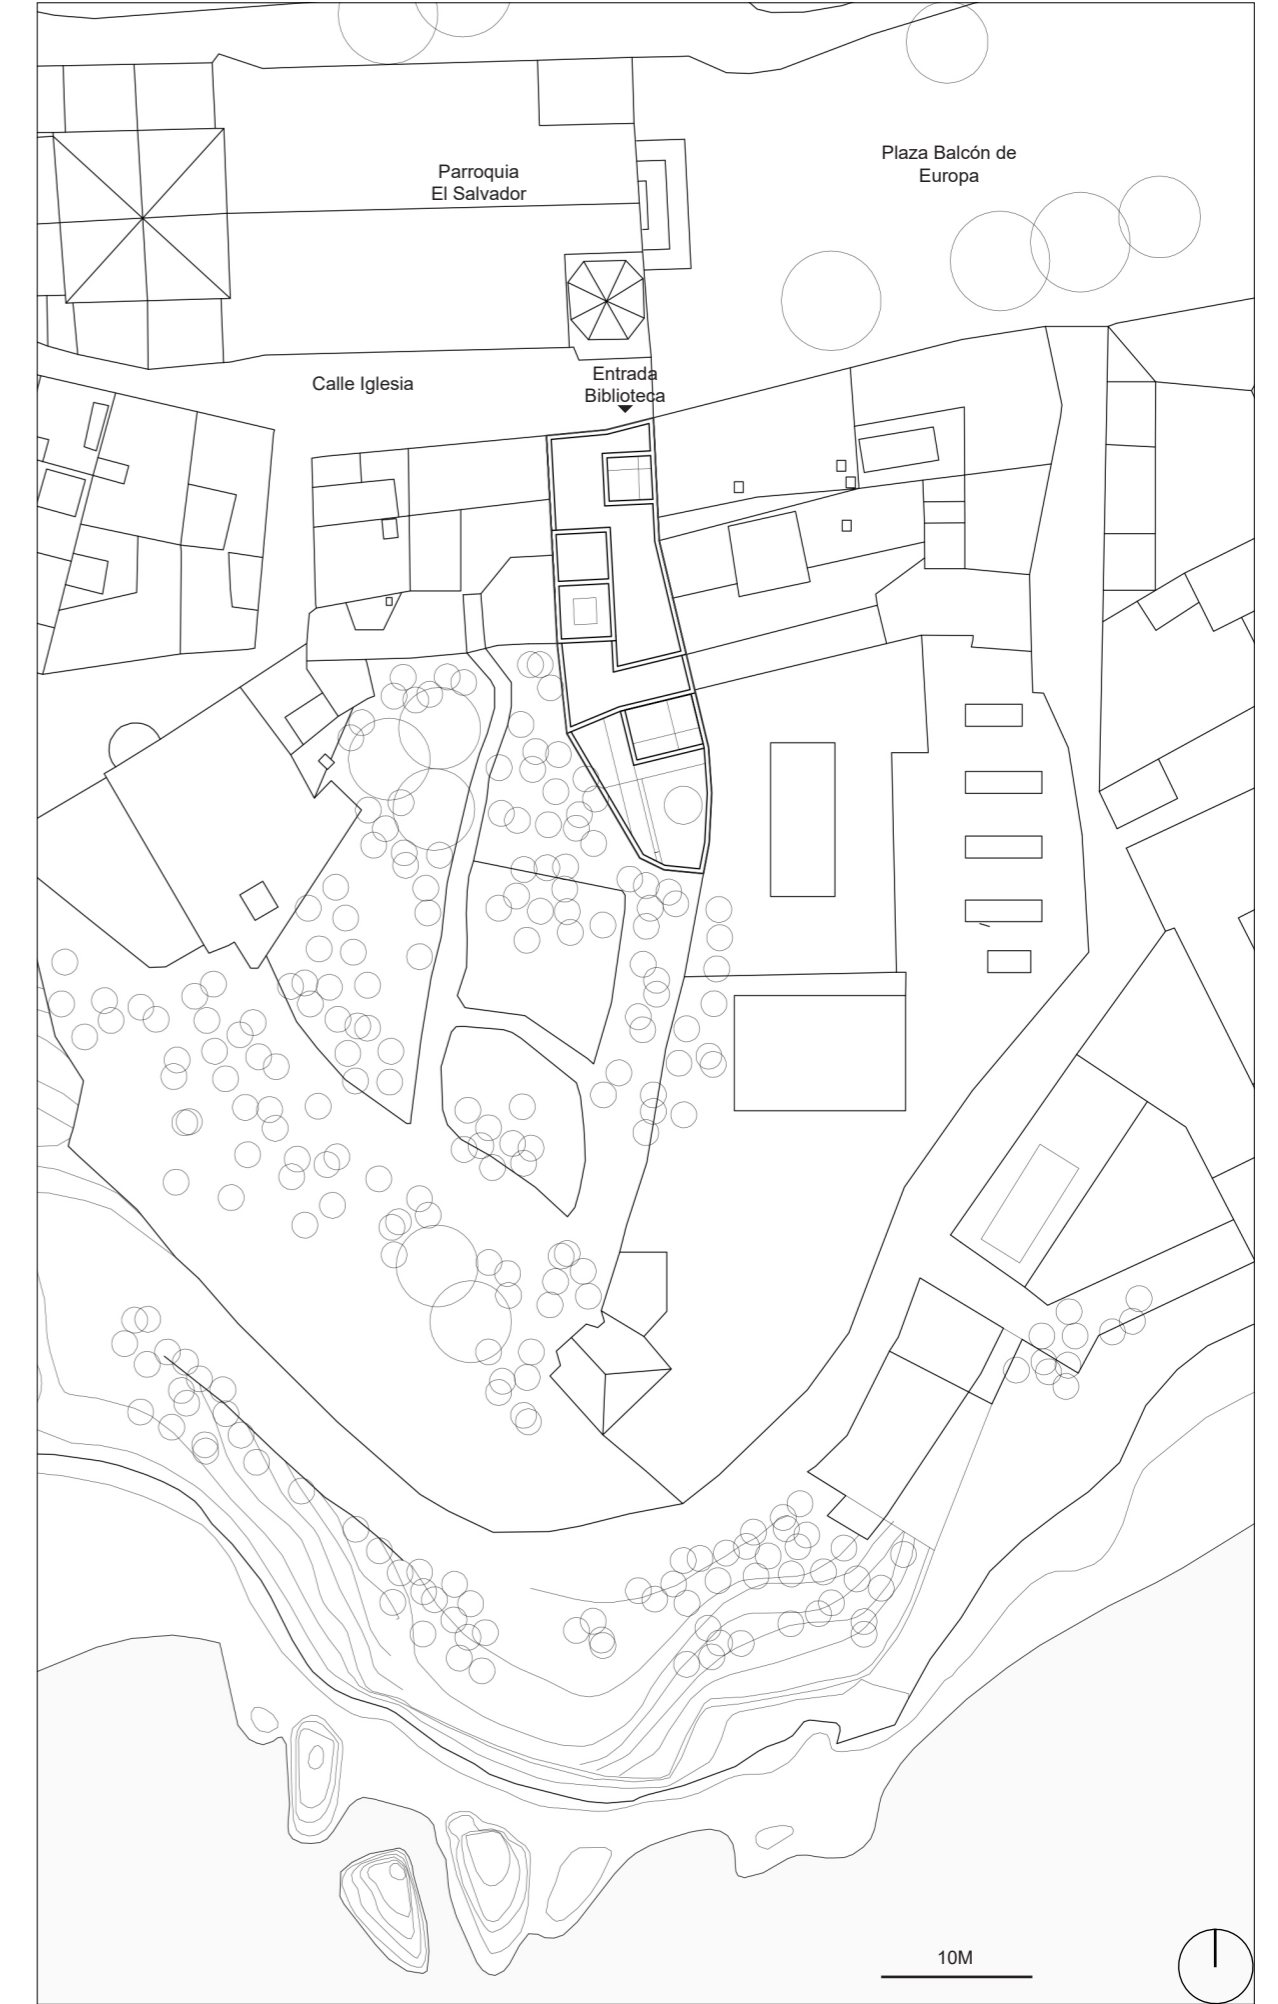 Parroquia
El Salvador
Plaza Balcón de
Europa
Calle Iglesia
Entrada
Biblioteca
10M